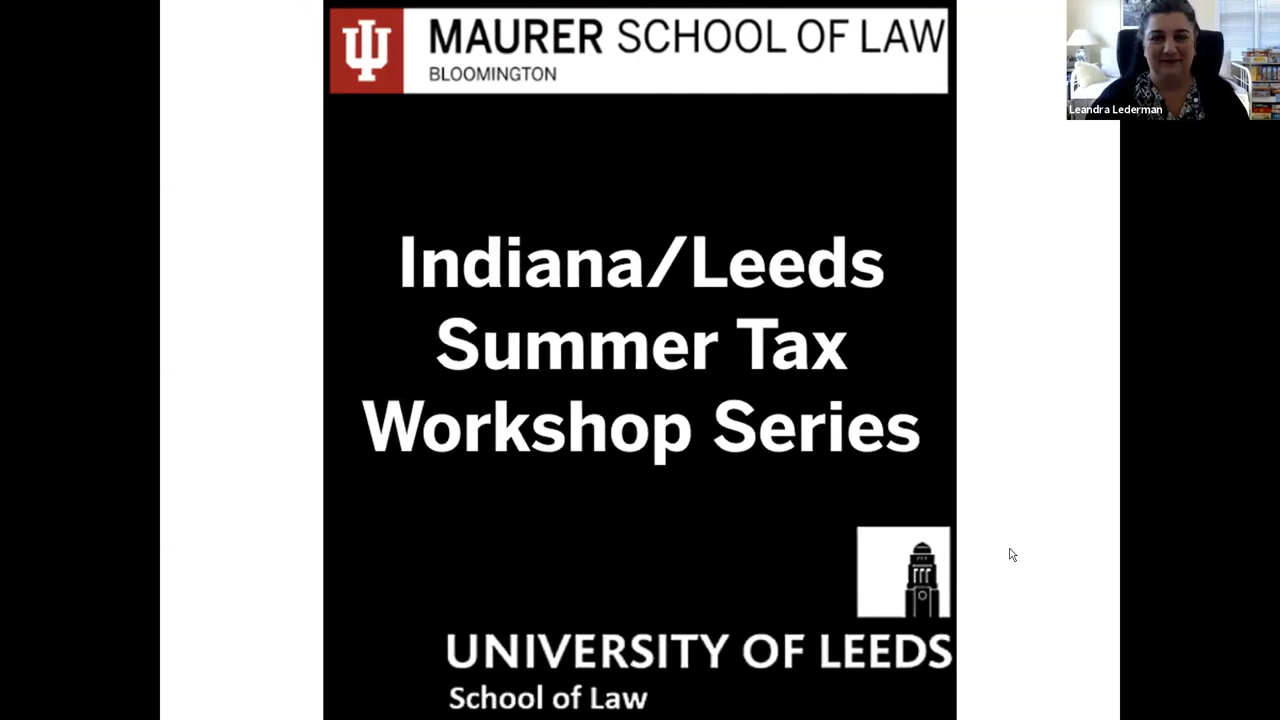 MAURER SCHOOL OF LAW
BLOOMINGTON
Leandra Lederman
Indiana/Leeds
Summer Tax
Workshop Series
UNIVERSITY OF LEEDS
School of Law